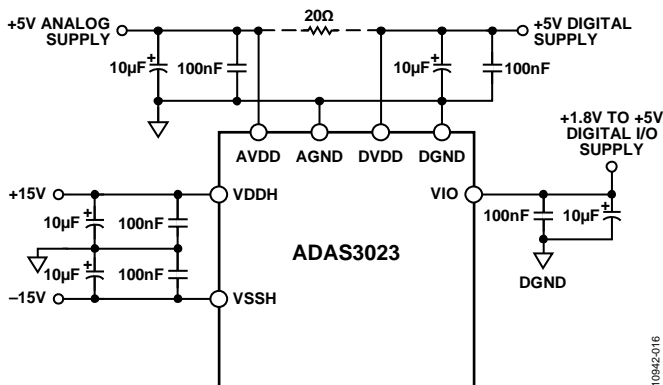 +5V ANALOG
SUPPLY
20Ω
+5V DIGITAL
SUPPLY
10µF
+
100nF
10µF
+
100nF
+1.8V TO +5V
DIGITAL I/O
SUPPLY
AVDD
AGND
DVDD
DGND
+15V
VDDH
VIO
10µF
+
100nF
100nF
10µF
+
ADAS3023
10µF
+
100nF
DGND
–15V
VSSH
10942-016